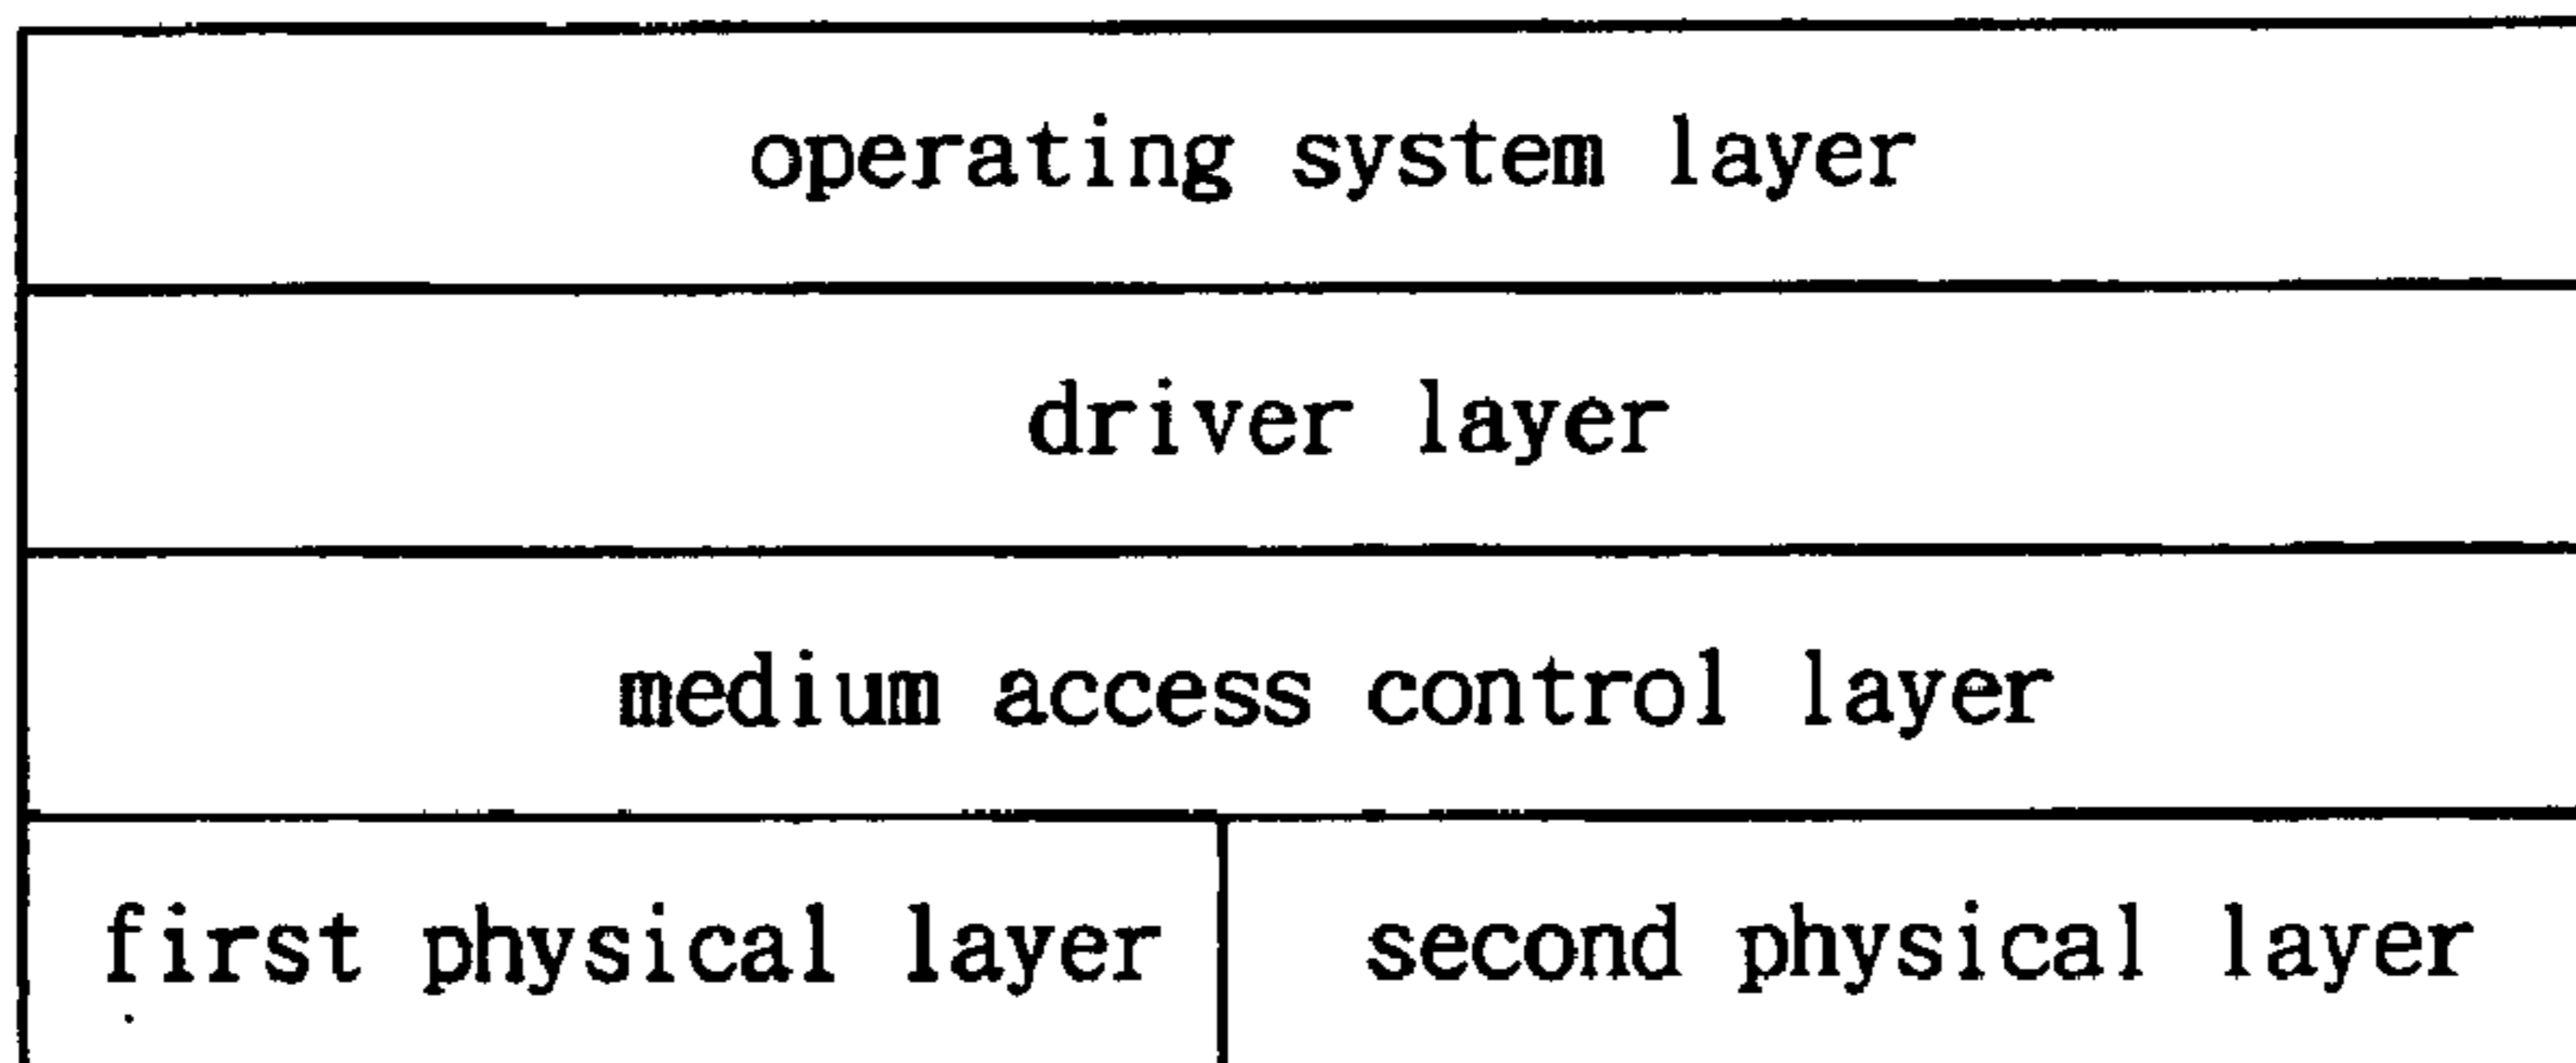 operating system layer
driver layer
medium access control layer
first physical layer second physical layer